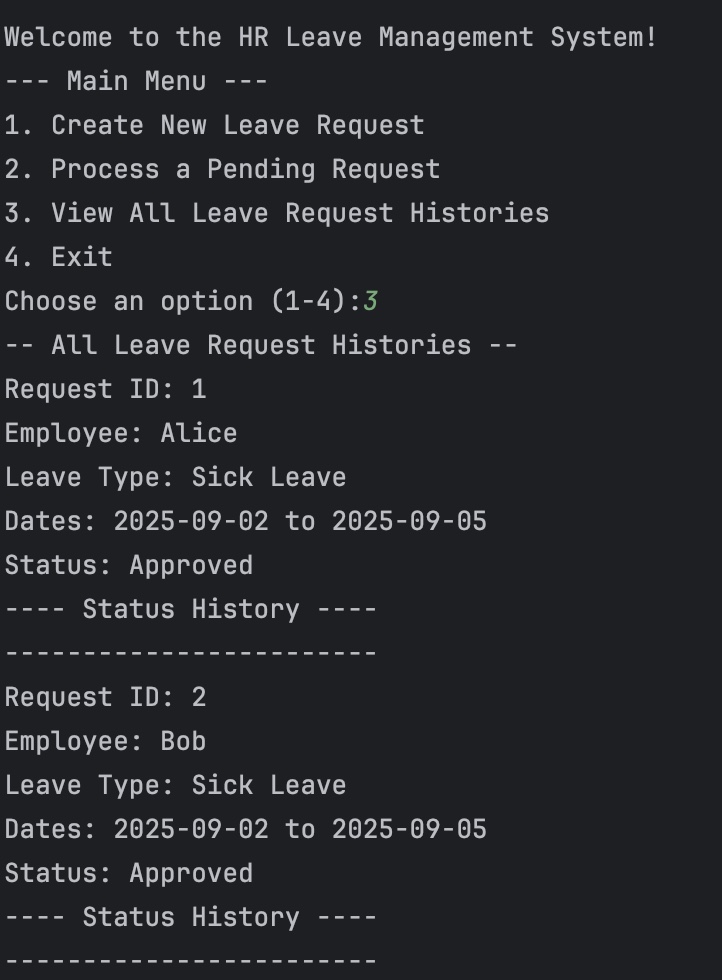 Welcome to the HR Leave Management System!
--- Main Menu ---
1. Create New Leave Request
2. Process a Pending Request
3. View All Leave Request Histories
4. Exit
Choose an option (1-4):3
-- All Leave Request Histories --
Request ID: 1
Employee: Alice
Leave Type: Sick Leave
Dates: 2025-09-02 to 2025-09-05
Status: Approved
---- Status History ----
------------------------
Request ID: 2
Employee: Bob
Leave Type: Sick Leave
Dates: 2025-09-02 to 2025-09-05
Status: Approved
---- Status History ----
------------------------